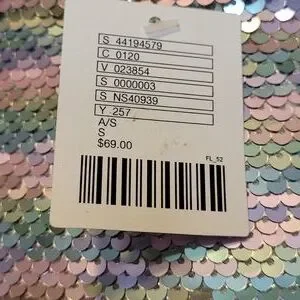 S 44194579
C 0120
V 023854
S 0000003
S NS40939
Y 257
A/S
S
$69.00
FL_52